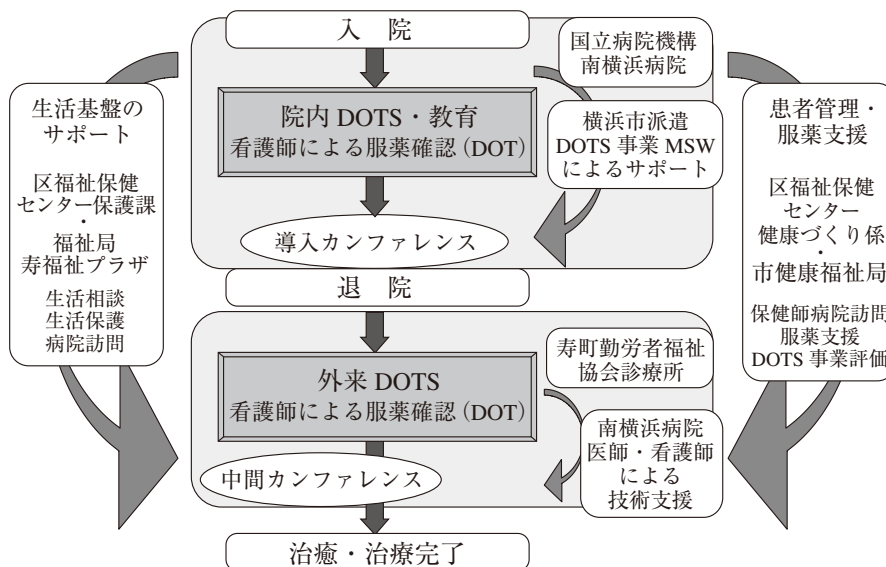 入 院
国立病院機構
南横浜病院
院内 DOTS・教育
看護師による服薬確認（DOT）
横浜市派遣
DOTS 事業 MSW
によるサポート
導入カンファレンス
生活基盤の
サポート
区福祉保健
センター保護課
・
福祉局
寿福祉プラザ
生活相談
生活保護
病院訪問
患者管理・
服薬支援
区福祉保健
センター
健康づくり係
・
市健康福祉局
保健師病院訪問
服薬支援
DOTS 事業評価
退 院
寿町勤労者福祉
協会診療所
外来 DOTS
看護師による服薬確認（DOT）
南横浜病院
医師・看護師
による
技術支援
中間カンファレンス
治癒・治療完了